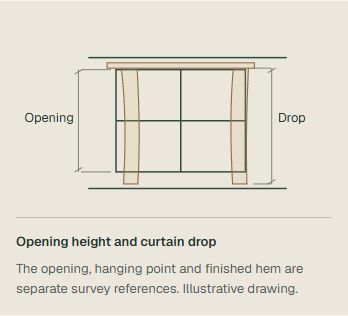 Opening
Drop
Opening height and curtain drop
The opening, hanging point and finished hem are
separate survey references. Illustrative drawing.